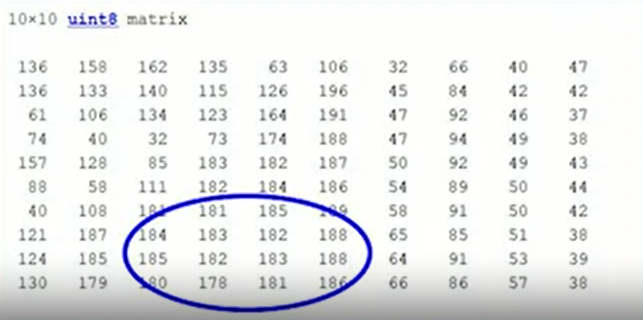 10×10 uint8 matrix
136 158 162 135 63 106 32 66 40 47
136 133 140 115 126 196 45 84 42 42
61 106 134 123 164 191 47 92 46 37
74 40 32 73 174 188 47 94 49 38
157 128 85 183 182 187 50 92 49 43
88 58 111 182 184 186 54 89 50 44
40 108 181 181 185 189 58 91 50 42
121 187 184 183 182 188 65 85 51 38
124 185 185 182 183 188 64 91 53 39
130 179 180 178 181 186 66 86 57 38